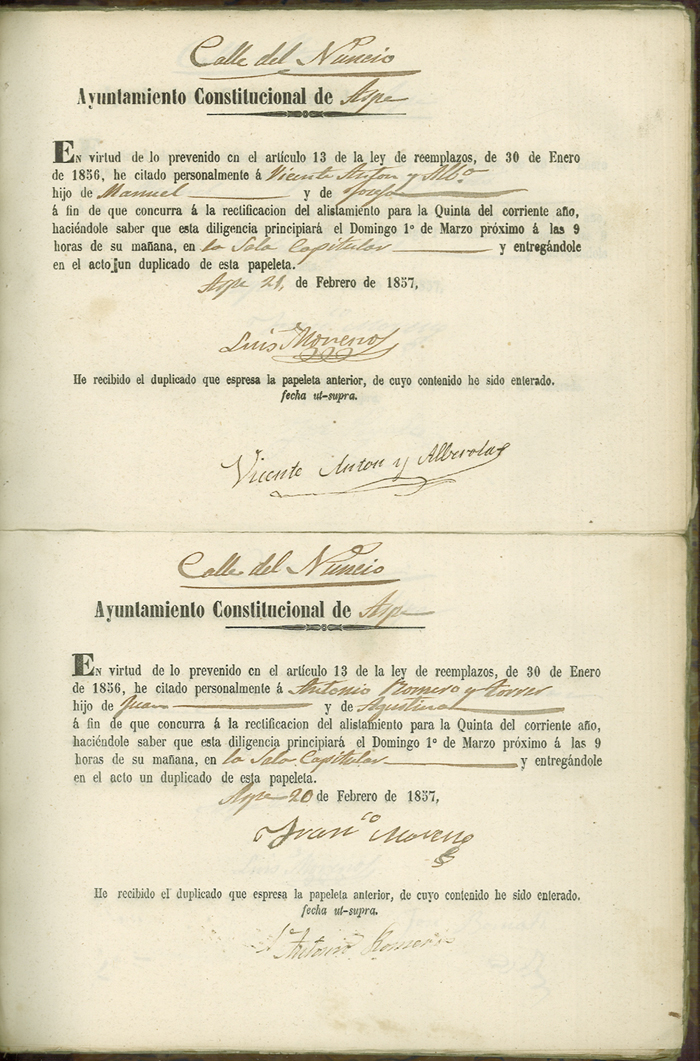 Calle del Nuncio
Ayuntamiento Constitucional de Aspe
En virtud de lo prevenido en el artículo 13 de la ley de reemplazos, de 30 de Enero
de 1856, he citado personalmente á Vicente Anton y Alb.ª
hijo de Manuel y de Josefa
á fin de que concurra á la rectificacion del alistamiento para la Quinta del corriente año,
haciéndole saber que esta diligencia principiará el Domingo 1º de Marzo próximo á las 9
horas de su mañana, en la Sala Capitular y entregándole
en el acto un duplicado de esta papeleta.
Aspe 21, de Febrero de 1857,
Luis Moreno
He recibido el duplicado que espresa la papeleta anterior, de cuyo contenido he sido enterado.
fecha ut-supra.
Vicente Anton y Alberola
Calle del Nuncio
Ayuntamiento Constitucional de Aspe
En virtud de lo prevenido en el artículo 13 de la ley de reemplazos, de 30 de Enero
de 1856, he citado personalmente á Antonio Romero y Torres
hijo de Juan y de Agustina
á fin de que concurra á la rectificacion del alistamiento para la Quinta del corriente año,
haciéndole saber que esta diligencia principiará el Domingo 1º de Marzo próximo á las 9
horas de su mañana, en la Sala Capitular y entregándole
en el acto un duplicado de esta papeleta.
Aspe 20 de Febrero de 1857,
Franco Moreno
He recibido el duplicado que espresa la papeleta anterior, de cuyo contenido he sido enterado.
fecha ut-supra.
Antonio Romero